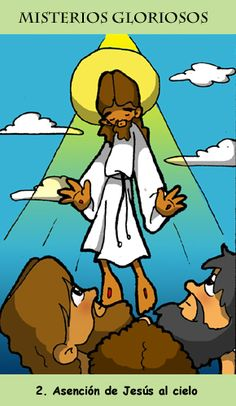 MISTERIOS GLORIOSOS
2. Asención de Jesús al cielo